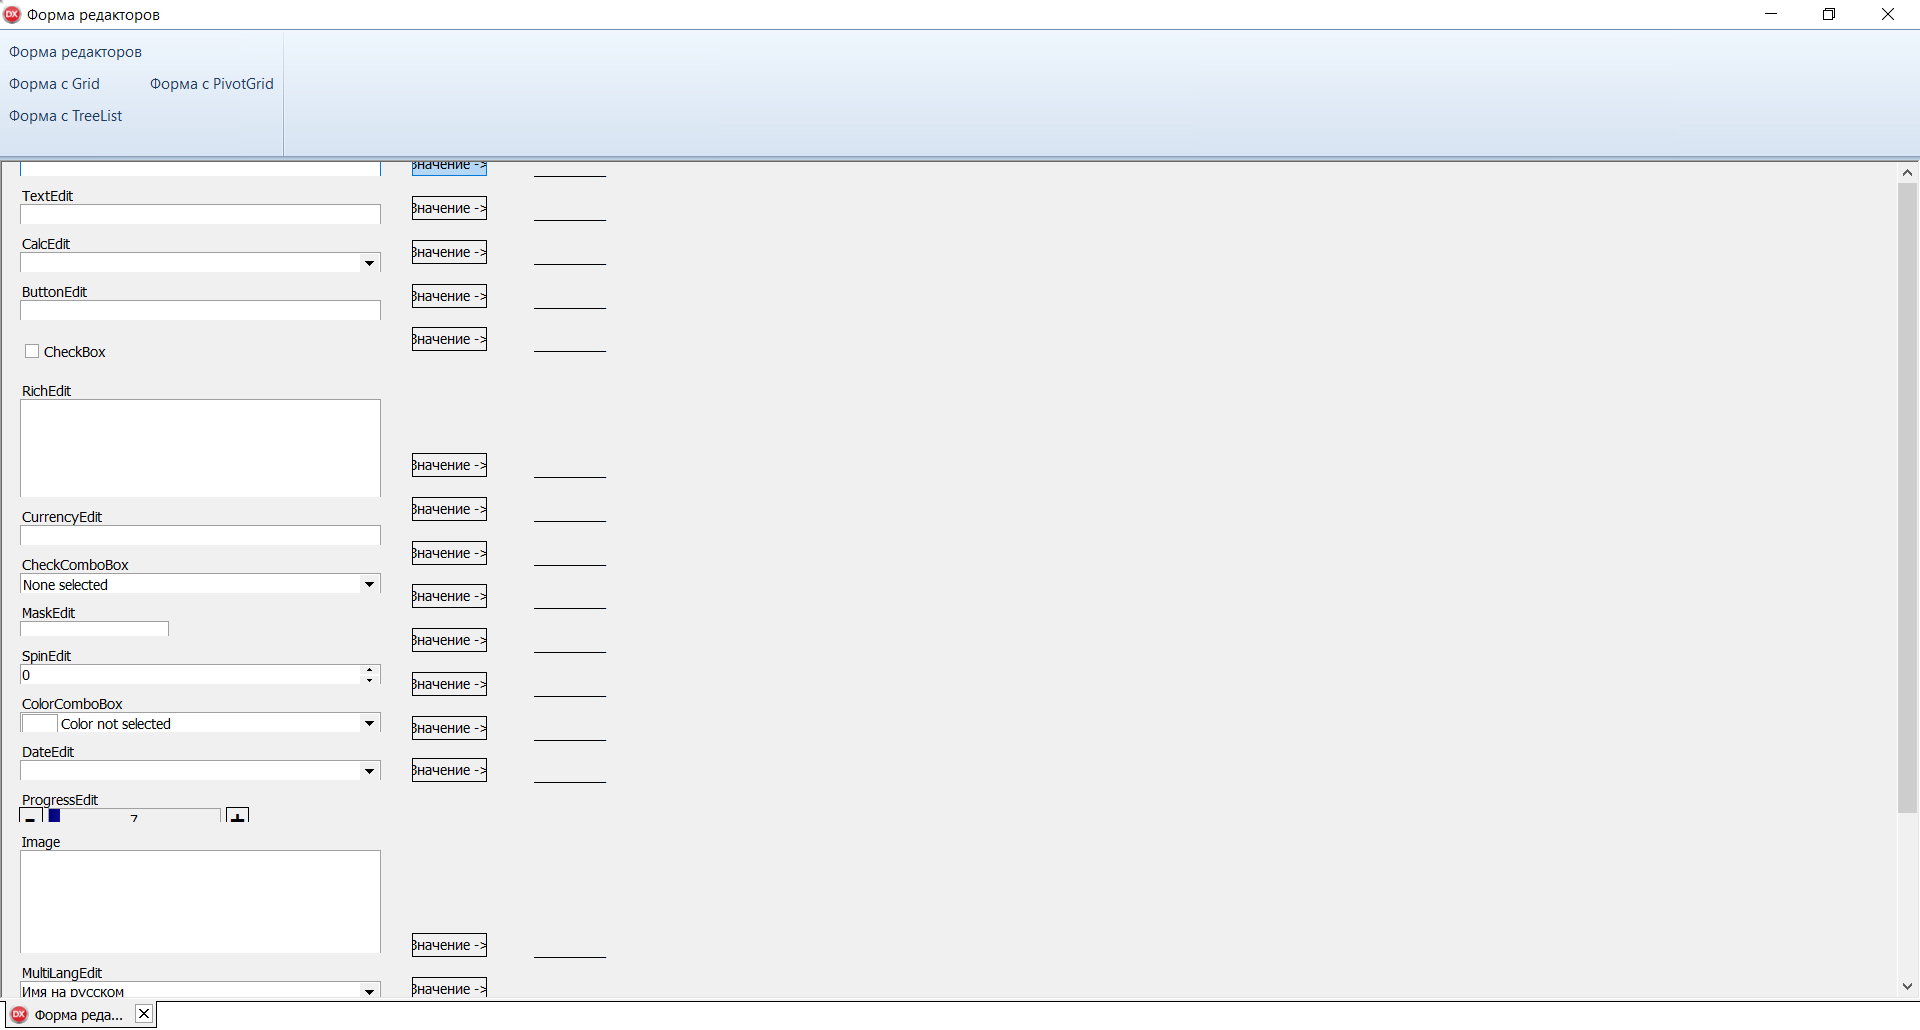 Форма редакторов
Форма редакторов
Форма с Grid Форма с PivotGrid
Форма с TreeList
Значение ->
TextEdit
Значение ->
CalcEdit
Значение ->
ButtonEdit
Значение ->
Значение ->
CheckBox
RichEdit
Значение ->
Значение ->
CurrencyEdit
Значение ->
CheckComboBox
None selected
Значение ->
MaskEdit
Значение ->
SpinEdit
0
Значение ->
ColorComboBox
Color not selected
Значение ->
DateEdit
Значение ->
ProgressEdit
- 7 +
Image
Значение ->
MultiLangEdit
Имя на русском
Значение ->
DX Форма реда...